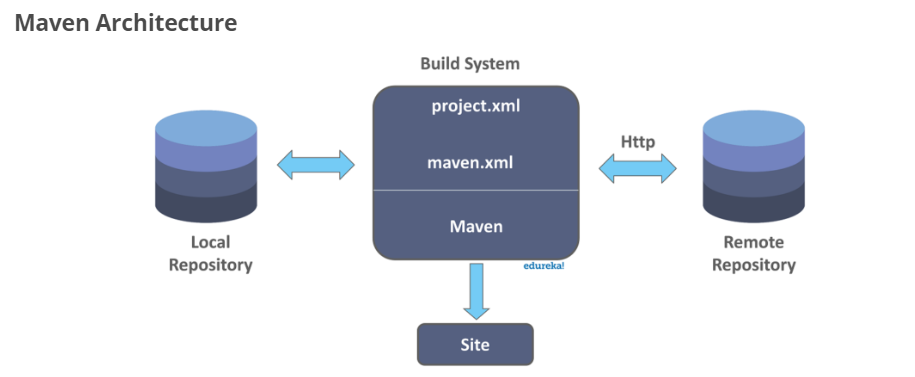 Maven Architecture
Build System
project.xml
maven.xml
Maven
Http
Local
Repository
Remote
Repository
edureka!
Site